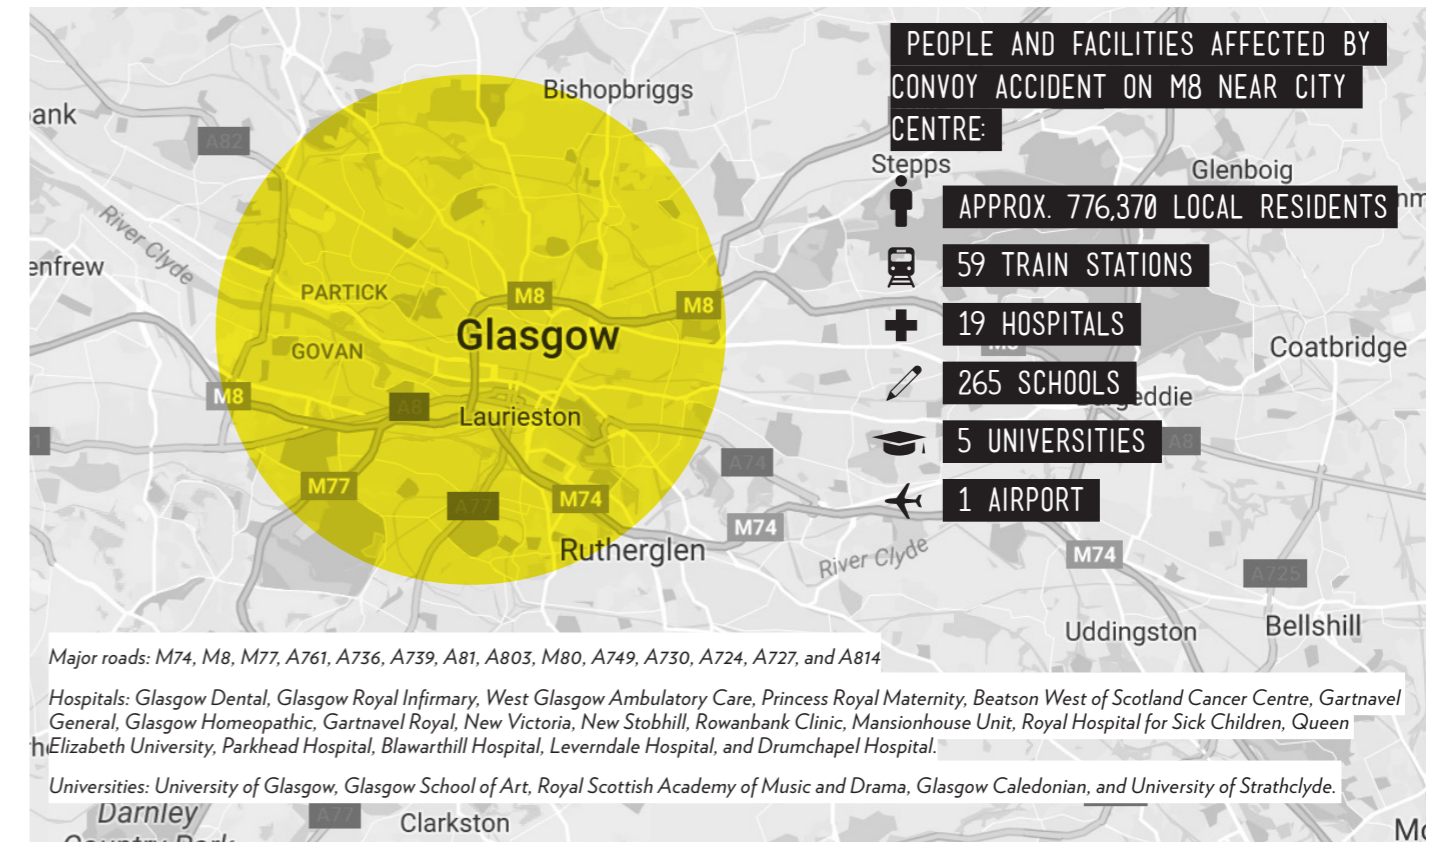 PEOPLE AND FACILITIES AFFECTED BY
CONVOY ACCIDENT ON M8 NEAR CITY
CENTRE:
Bishopbriggs
ank
A82
Stepps
Glenboig
APPROX. 776,370 LOCAL RESIDENTS
nm
River Clyde
enfrew
59 TRAIN STATIONS
PARTICK
M8
M8
19 HOSPITALS
Glasgow
GOVAN
Coatbridge
265 SCHOOLS
eddie
M8
A8
Laurieston
5 UNIVERSITIES
A8
1
A74
M77
A77
M74
1 AIRPORT
M74
Rutherglen
River Clyde
M74
A725
Uddingston
Bellshill
Major roads: M74, M8, M77, A761, A736, A739, A81, A803, M80, A749, A730, A724, A727, and A814
Hospitals: Glasgow Dental, Glasgow Royal Infirmary, West Glasgow Ambulatory Care, Princess Royal Maternity, Beatson West of Scotland Cancer Centre, Gartnavel
General, Glasgow Homeopathic, Gartnavel Royal, New Victoria, New Stobhill, Rowanbank Clinic, Mansionhouse Unit, Royal Hospital for Sick Children, Queen
Elizabeth University, Parkhead Hospital, Blawarthill Hospital, Leverndale Hospital, and Drumchapel Hospital.
Universities: University of Glasgow, Glasgow School of Art, Royal Scottish Academy of Music and Drama, Glasgow Caledonian, and University of Strathclyde.
Darnley
Country Park
A77
Clarkston
Mo